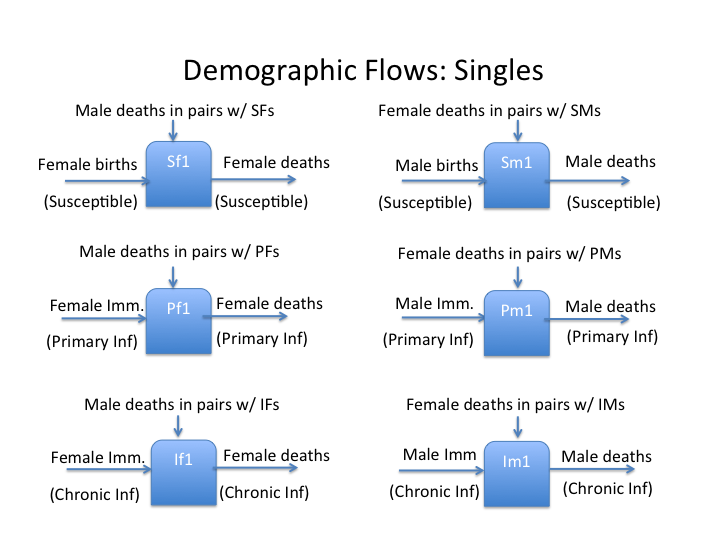 Demographic Flows: Singles
Male deaths in pairs w/ SFs
Female deaths in pairs w/ SMs
Female births
Sf1
Female deaths
Male births
Sm1
Male deaths
(Susceptible)
(Susceptible)
(Susceptible)
(Susceptible)
Male deaths in pairs w/ PFs
Female deaths in pairs w/ PMs
Female Imm.
Pf1
Female deaths
Male Imm.
Pm1
Male deaths
(Primary Inf)
(Primary Inf)
(Primary Inf)
(Primary Inf)
Male deaths in pairs w/ IFs
Female deaths in pairs w/ IMs
Female Imm.
If1
Female deaths
Male Imm
Im1
Male deaths
(Chronic Inf)
(Chronic Inf)
(Chronic Inf)
(Chronic Inf)